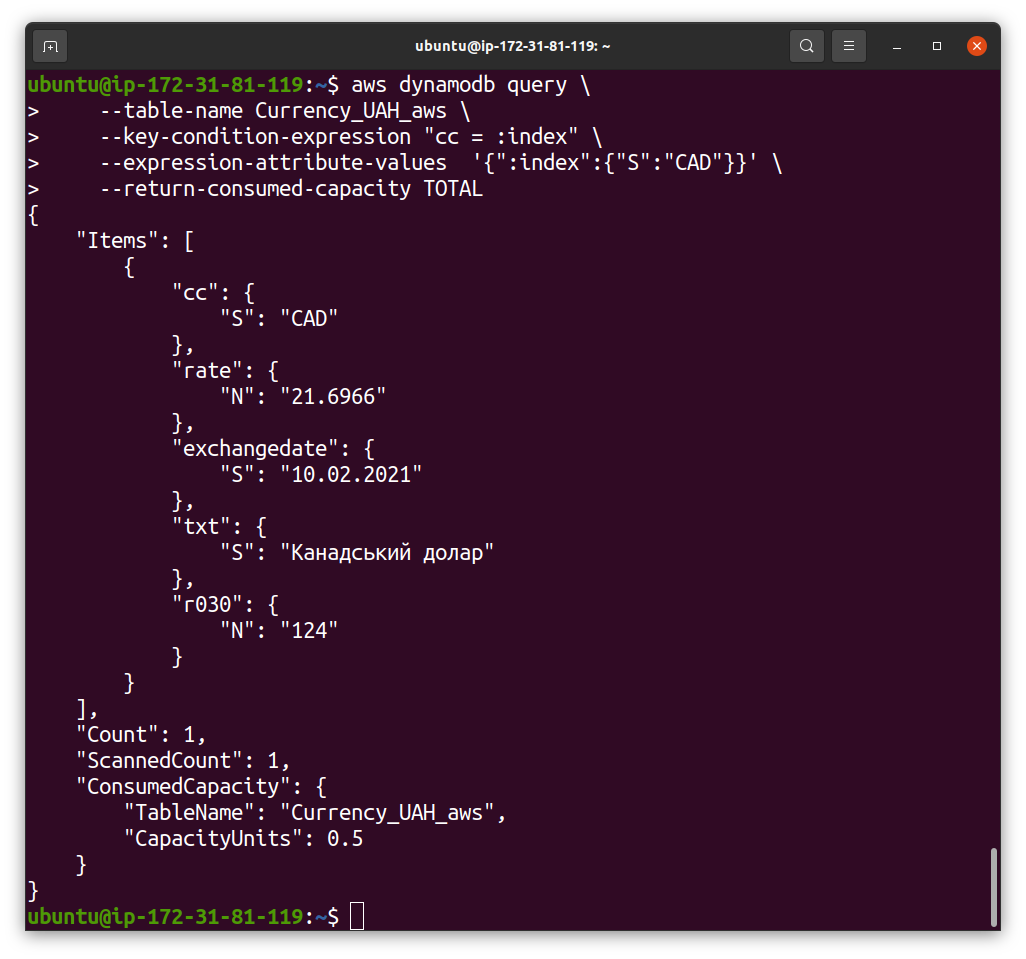 ubuntu@ip-172-31-81-119: ~
ubuntu@ip-172-31-81-119:~$ aws dynamodb query \
>     --table-name Currency_UAH_aws \
>     --key-condition-expression "cc = :index" \
>     --expression-attribute-values  '{":index":{"S":"CAD"}}' \
>     --return-consumed-capacity TOTAL
{
    "Items": [
        {
            "cc": {
                "S": "CAD"
            },
            "rate": {
                "N": "21.6966"
            },
            "exchangedate": {
                "S": "10.02.2021"
            },
            "txt": {
                "S": "Канадський долар"
            },
            "r030": {
                "N": "124"
            }
        }
    ],
    "Count": 1,
    "ScannedCount": 1,
    "ConsumedCapacity": {
        "TableName": "Currency_UAH_aws",
        "CapacityUnits": 0.5
    }
}
ubuntu@ip-172-31-81-119:~$